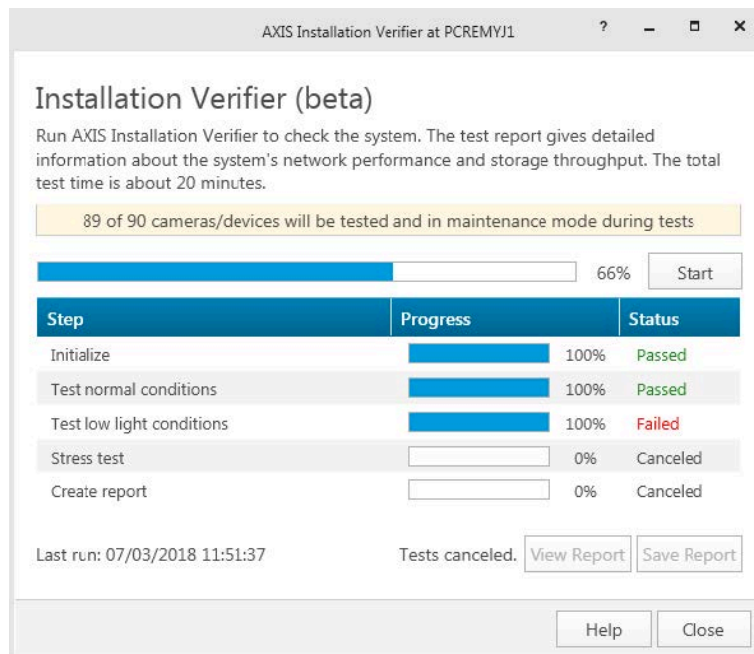 AXIS Installation Verifier at PCREMYJ1
Installation Verifier (beta)
Run AXIS Installation Verifier to check the system. The test report gives detailed
information about the system's network performance and storage throughput. The total
test time is about 20 minutes.
89 of 90 cameras/devices will be tested and in maintenance mode during tests
66% Start
Step Progress Status
Initialize 100% Passed
Test normal conditions 100% Passed
Test low light conditions 100% Failed
Stress test 0% Canceled
Create report 0% Canceled
Last run: 07/03/2018 11:51:37 Tests canceled. View Report Save Report
Help Close